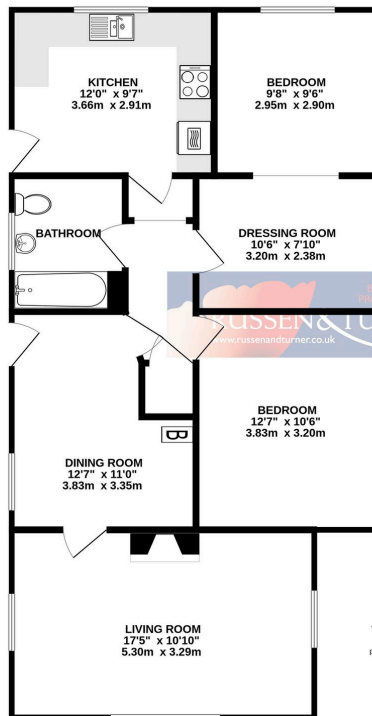 KITCHEN
12'0" x 9'7"
3.66m x 2.91m
BEDROOM
9'8" x 9'6"
2.95m x 2.90m
BATHROOM
DRESSING ROOM
10'6" x 7'10"
3.20m x 2.38m
RUSSEN & TU
www.russenandturner.co.uk
BEDROOM
12'7" x 10'6"
3.83m x 3.20m
DINING ROOM
12'7" x 11'0"
3.83m x 3.35m
B
LIVING ROOM
17'5" x 10'10"
5.30m x 3.29m